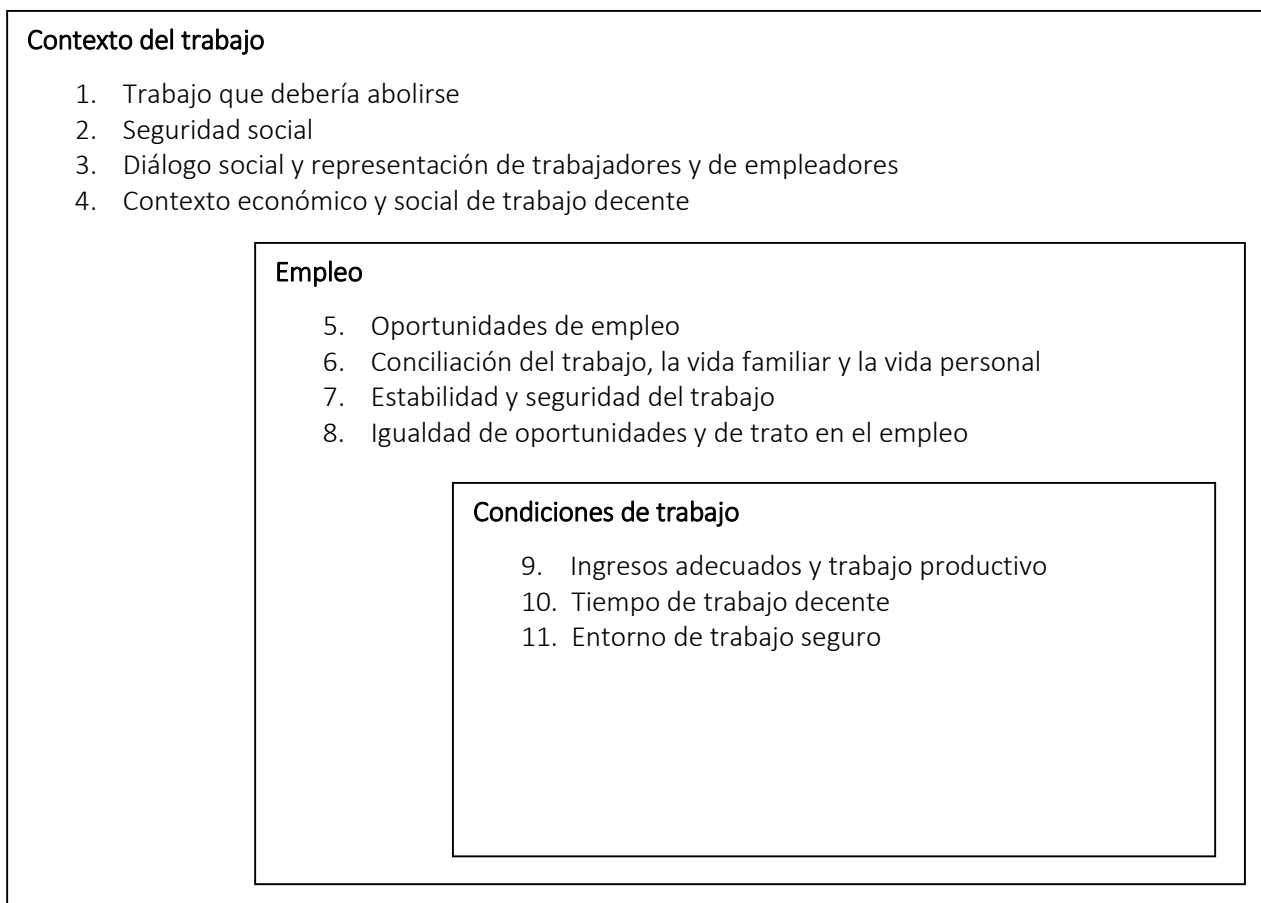 Contexto del trabajo
1. Trabajo que debería abolirse
2. Seguridad social
3. Diálogo social y representación de trabajadores y de empleadores
4. Contexto económico y social de trabajo decente
Empleo
5. Oportunidades de empleo
6. Conciliación del trabajo, la vida familiar y la vida personal
7. Estabilidad y seguridad del trabajo
8. Igualdad de oportunidades y de trato en el empleo
Condiciones de trabajo
9. Ingresos adecuados y trabajo productivo
10. Tiempo de trabajo decente
11. Entorno de trabajo seguro